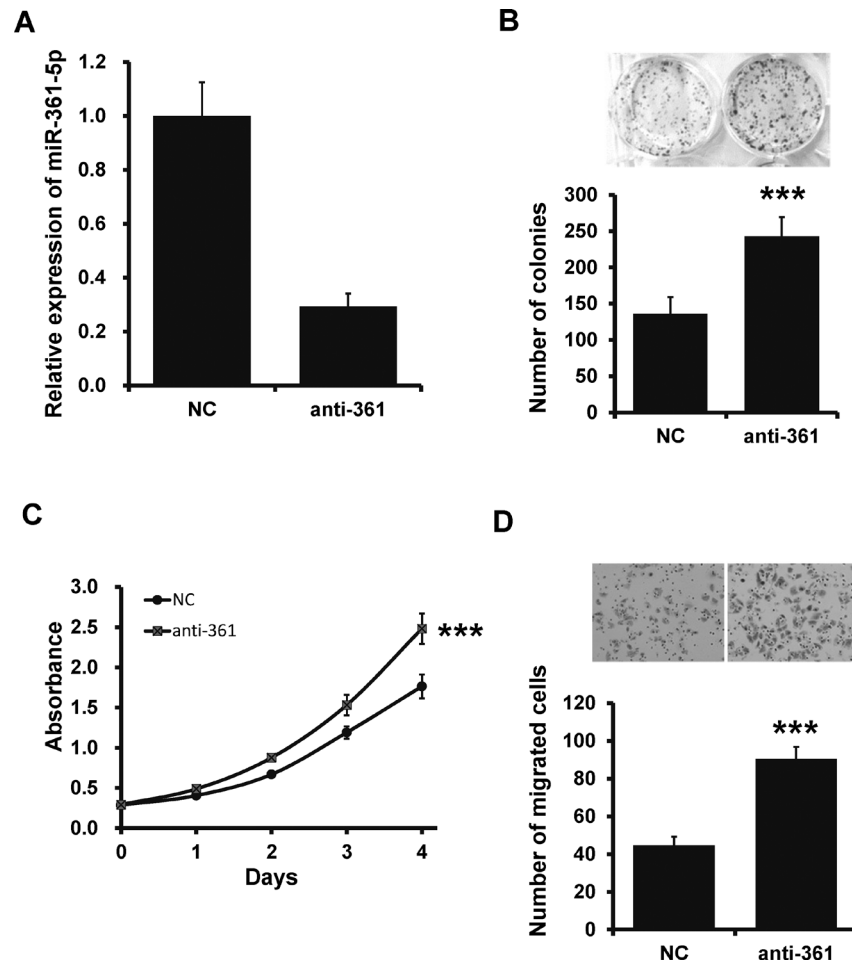 A
Relative expression of miR-361-5p
1.2
1.0
0.8
0.6
0.4
0.2
0.0
NC
anti-361
B
Number of colonies
300
250
200
150
100
50
0
***
NC
anti-361
C
Absorbance
3.0
2.5
2.0
1.5
1.0
0.5
0.0
NC
anti-361
***
0
1
2
3
4
Days
D
Number of migrated cells
120
100
80
60
40
20
0
***
NC
anti-361